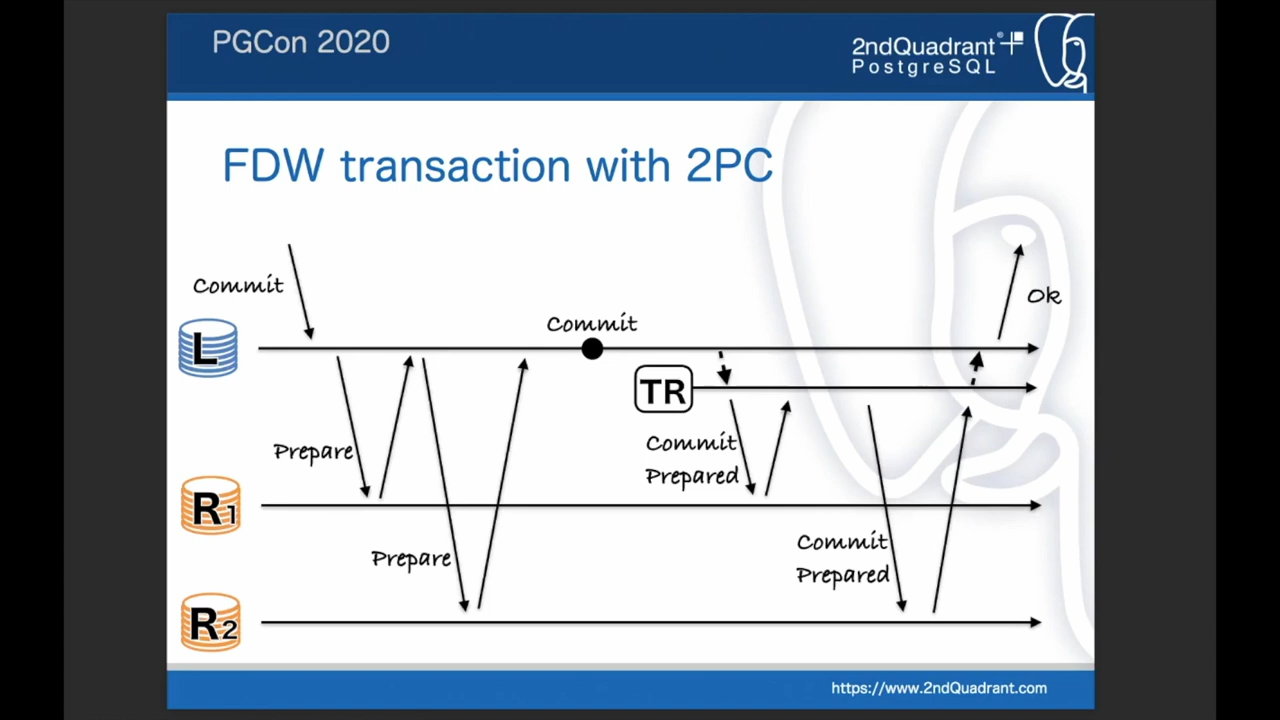 PGCon 2020
2ndQuadrant®
PostgreSQL
FDW transaction with 2PC
Commit
Ok
Commit
L
TR
Prepare
Commit
Prepared
R1
Prepare
Commit
Prepared
R2
https://www.2ndQuadrant.com